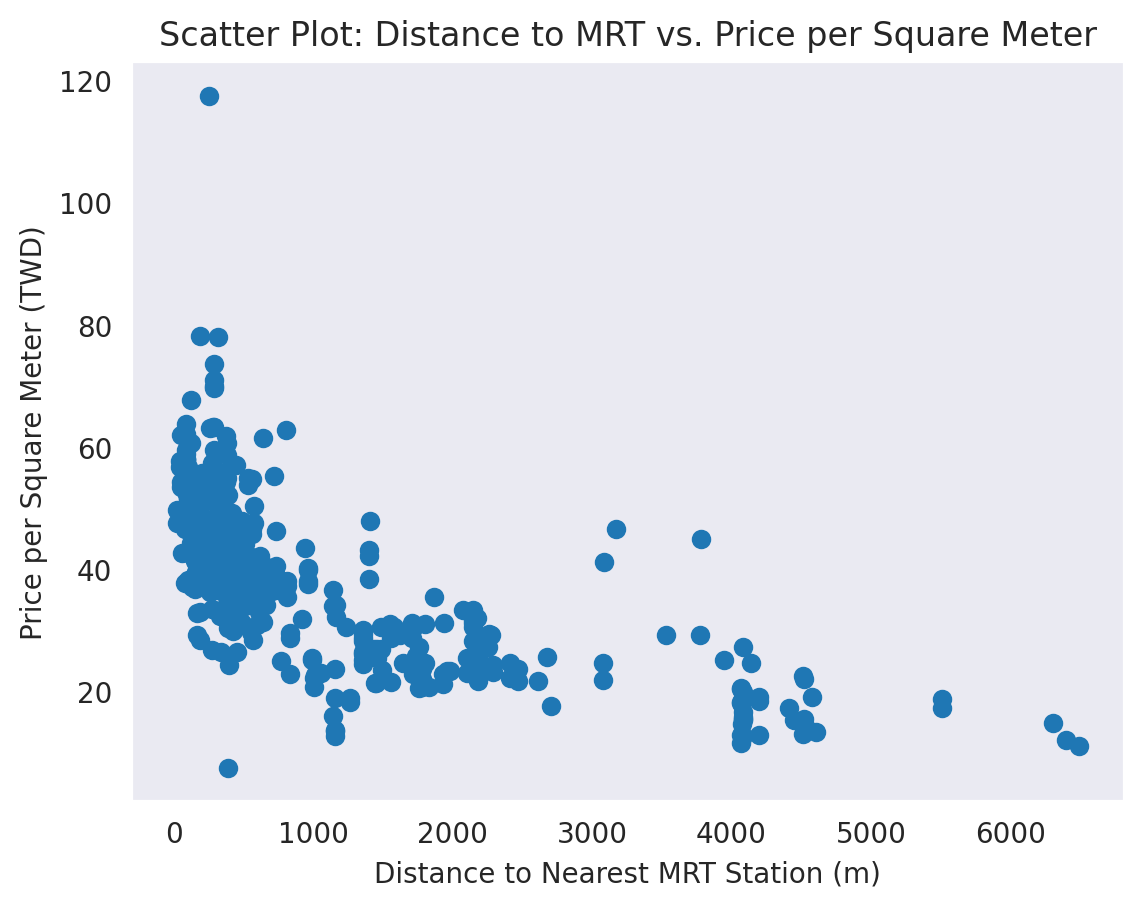 Scatter Plot: Distance to MRT vs. Price per Square Meter
Price per Square Meter (TWD)
120
100
80
60
40
20
0 1000 2000 3000 4000 5000 6000
Distance to Nearest MRT Station (m)